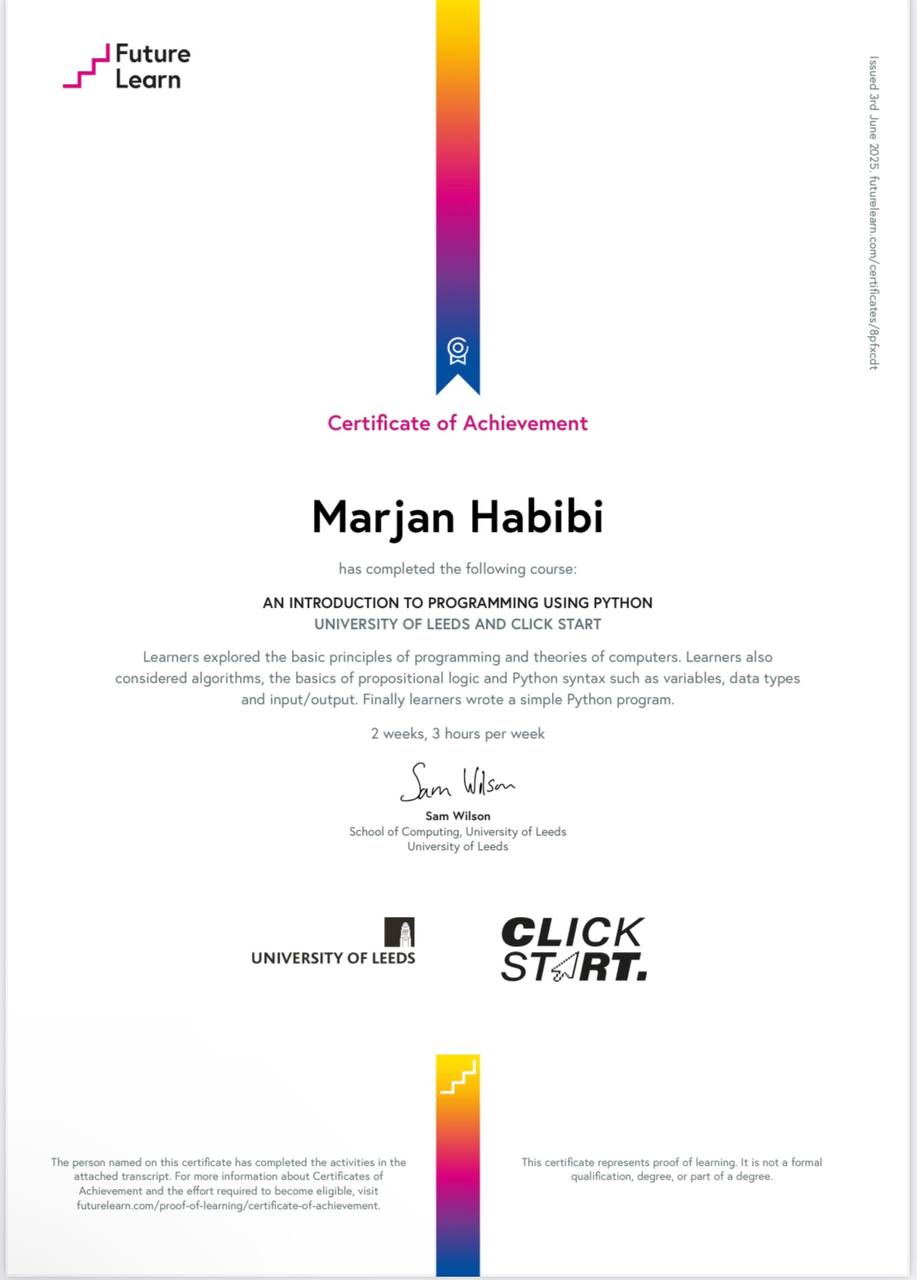 Future
Learn
Issued 3rd June 2025. futurelearn.com/certificates/8pfxcdt
Certificate of Achievement
Marjan Habibi
has completed the following course:
AN INTRODUCTION TO PROGRAMMING USING PYTHON
UNIVERSITY OF LEEDS AND CLICK START
Learners explored the basic principles of programming and theories of computers. Learners also
considered algorithms, the basics of propositional logic and Python syntax such as variables, data types
and input/output. Finally learners wrote a simple Python program.
2 weeks, 3 hours per week
Sam Wilson
Sam Wilson
School of Computing, University of Leeds
University of Leeds
UNIVERSITY OF LEEDS
CLICK
START.
The person named on this certificate has completed the activities in the
attached transcript. For more information about Certificates of
Achievement and the effort required to become eligible, visit
futurelearn.com/proof-of-learning/certificate-of-achievement.
This certificate represents proof of learning. It is not a formal
qualification, degree, or part of a degree.